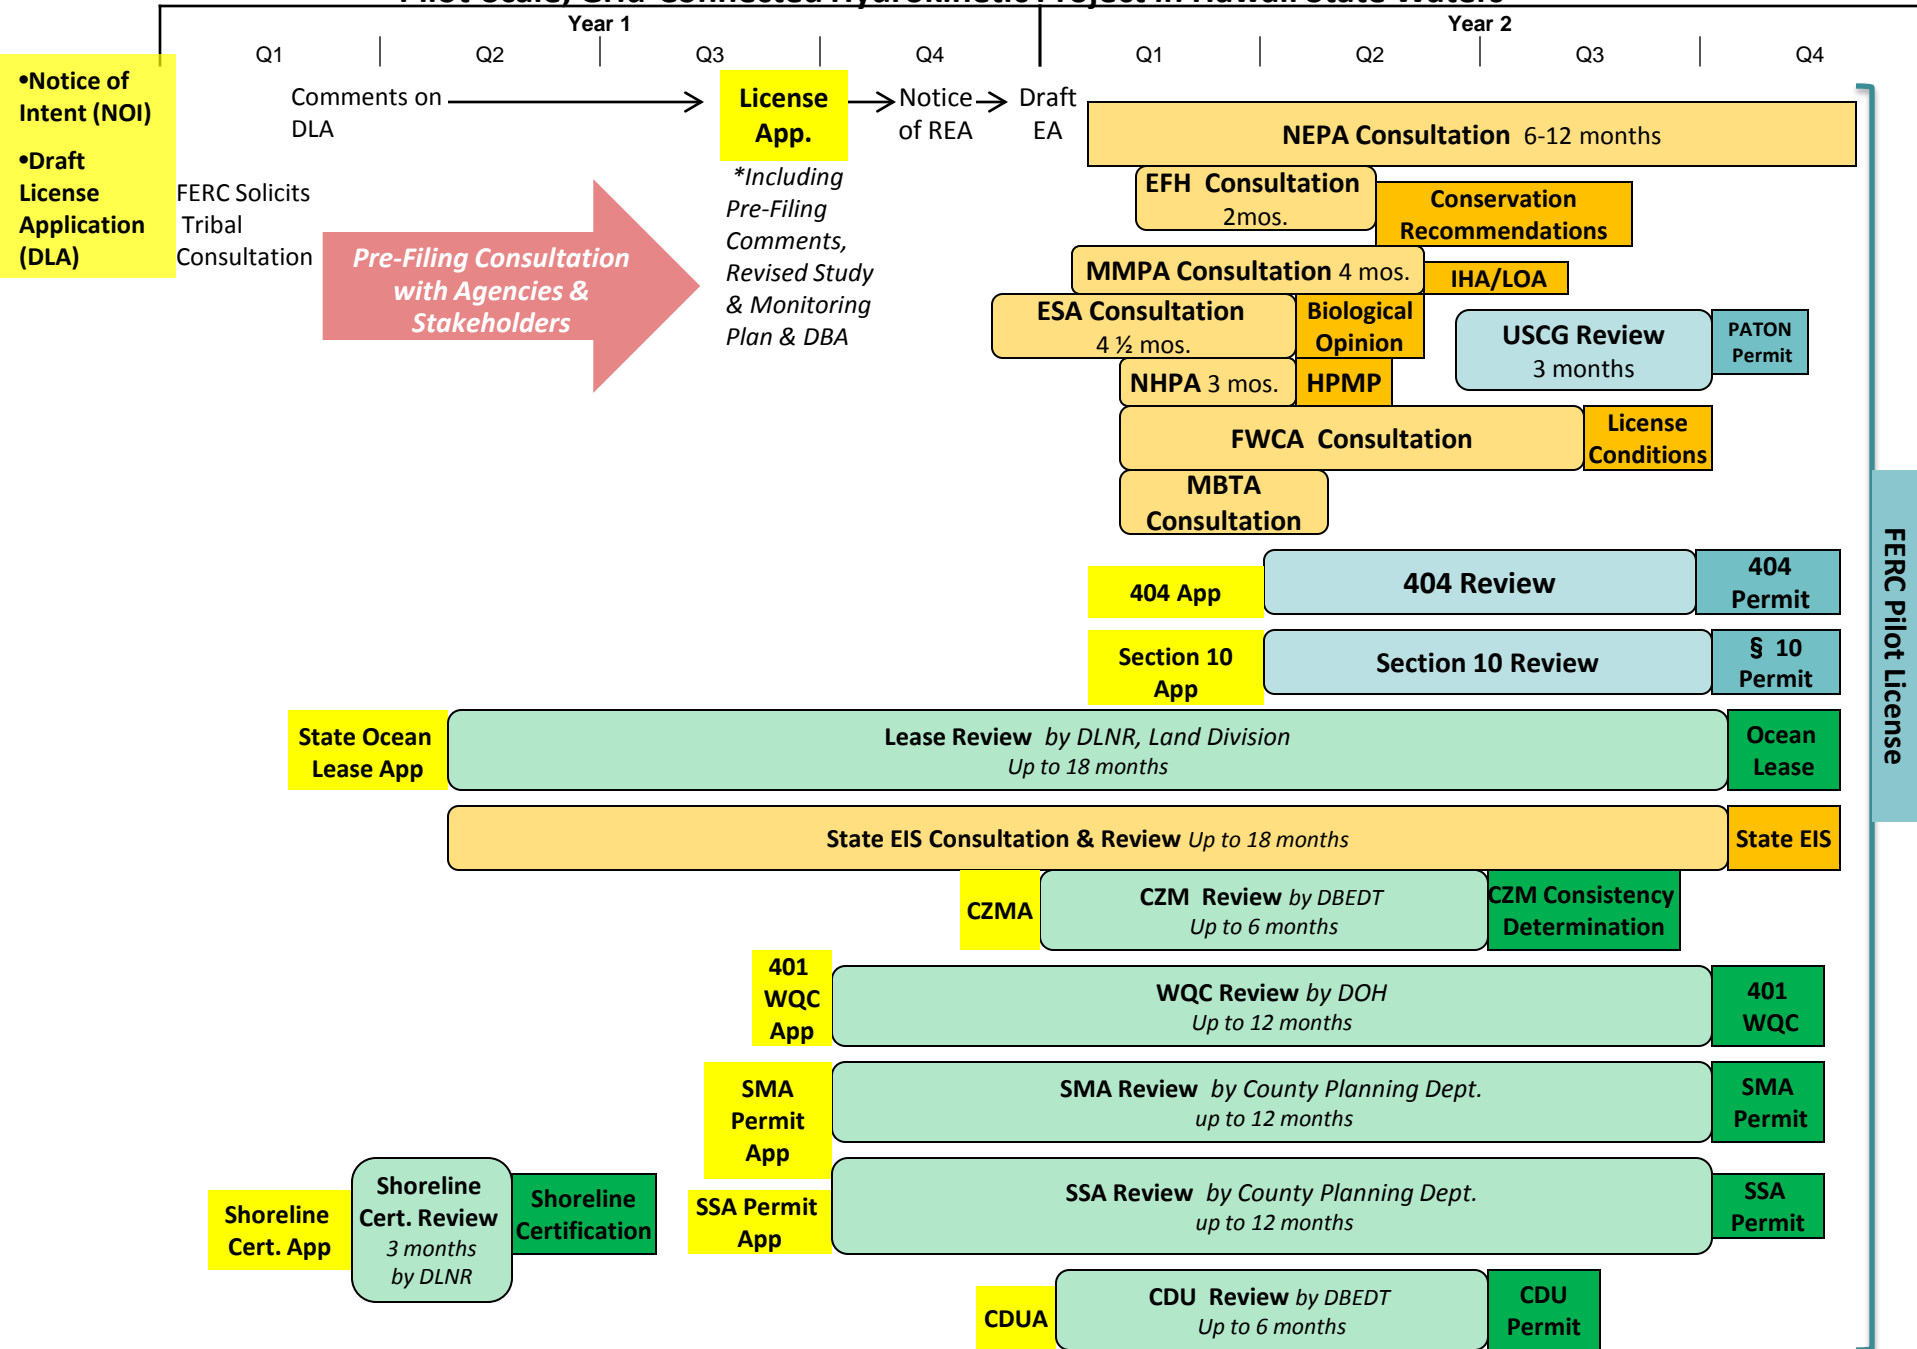 Pilot Scale, Grid-Connected Hydrokinetic Project in Hawaii State Waters
Year 1
Year 2
Q1
Q2
Q3
Q4
Q1
Q2
Q3
Q4
•Notice of
Intent (NOI)
•Draft
License
Application
(DLA)
Comments on
DLA
License
App.
Notice
of REA
Draft
EA
FERC Solicits
Tribal
Consultation
Pre-Filing Consultation
with Agencies &
Stakeholders
*Including
Pre-Filing
Comments,
Revised Study
& Monitoring
Plan & DBA
NEPA Consultation 6-12 months
EFH Consultation
2mos.
Conservation
Recommendations
MMPA Consultation 4 mos.
IHA/LOA
ESA Consultation
4 ½ mos.
Biological
Opinion
USCG Review
3 months
PATON
Permit
NHPA 3 mos.
HPMP
FWCA Consultation
License
Conditions
MBTA
Consultation
404 App
404 Review
404
Permit
Section 10
App
Section 10 Review
§ 10
Permit
FERC Pilot License
State Ocean
Lease App
Lease Review by DLNR, Land Division
Up to 18 months
Ocean
Lease
State EIS Consultation & Review Up to 18 months
State EIS
CZMA
CZM Review by DBEDT
Up to 6 months
CZM Consistency
Determination
401
WQC
App
WQC Review by DOH
Up to 12 months
401
WQC
SMA
Permit
App
SMA Review by County Planning Dept.
up to 12 months
SMA
Permit
Shoreline
Cert. App
Shoreline
Cert. Review
3 months
by DLNR
Shoreline
Certification
SSA Permit
App
SSA Review by County Planning Dept.
up to 12 months
SSA
Permit
CDUA
CDU Review by DBEDT
Up to 6 months
CDU
Permit